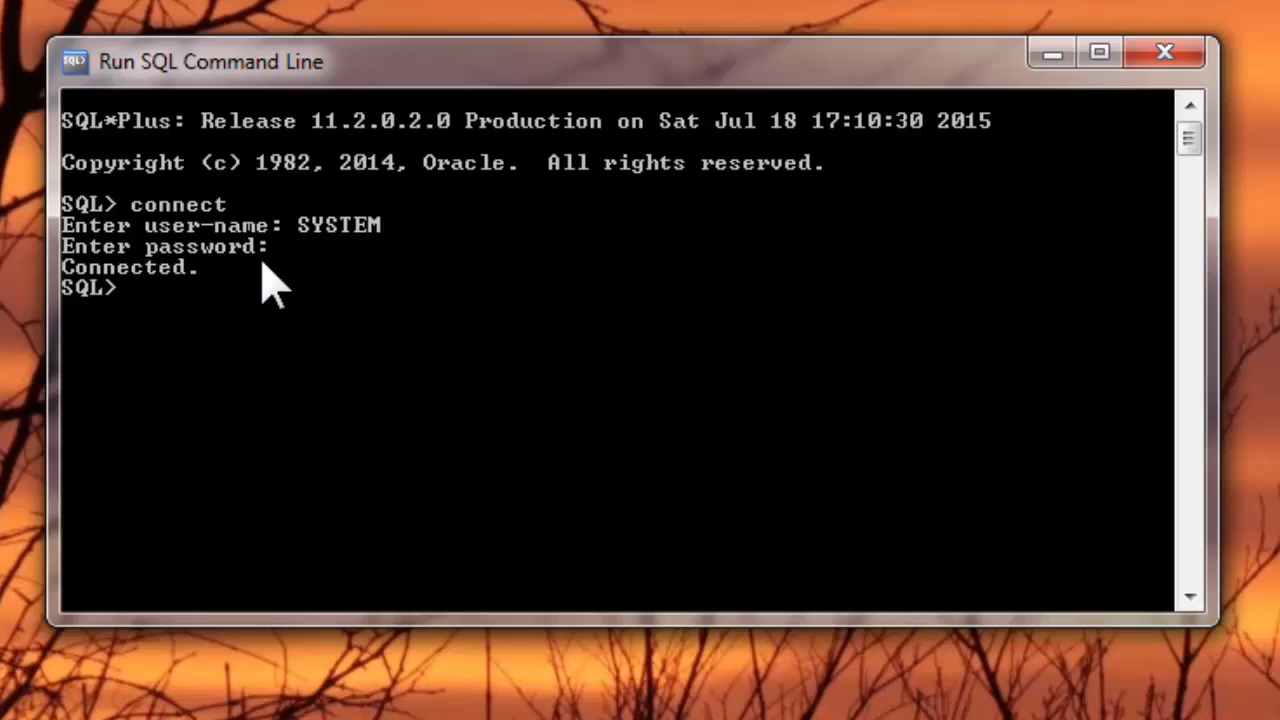 SQL> Run SQL Command Line
SQL*Plus: Release 11.2.0.2.0 Production on Sat Jul 18 17:10:30 2015
Copyright (c) 1982, 2014, Oracle.  All rights reserved.
SQL> connect
Enter user-name: SYSTEM
Enter password:
Connected.
SQL>